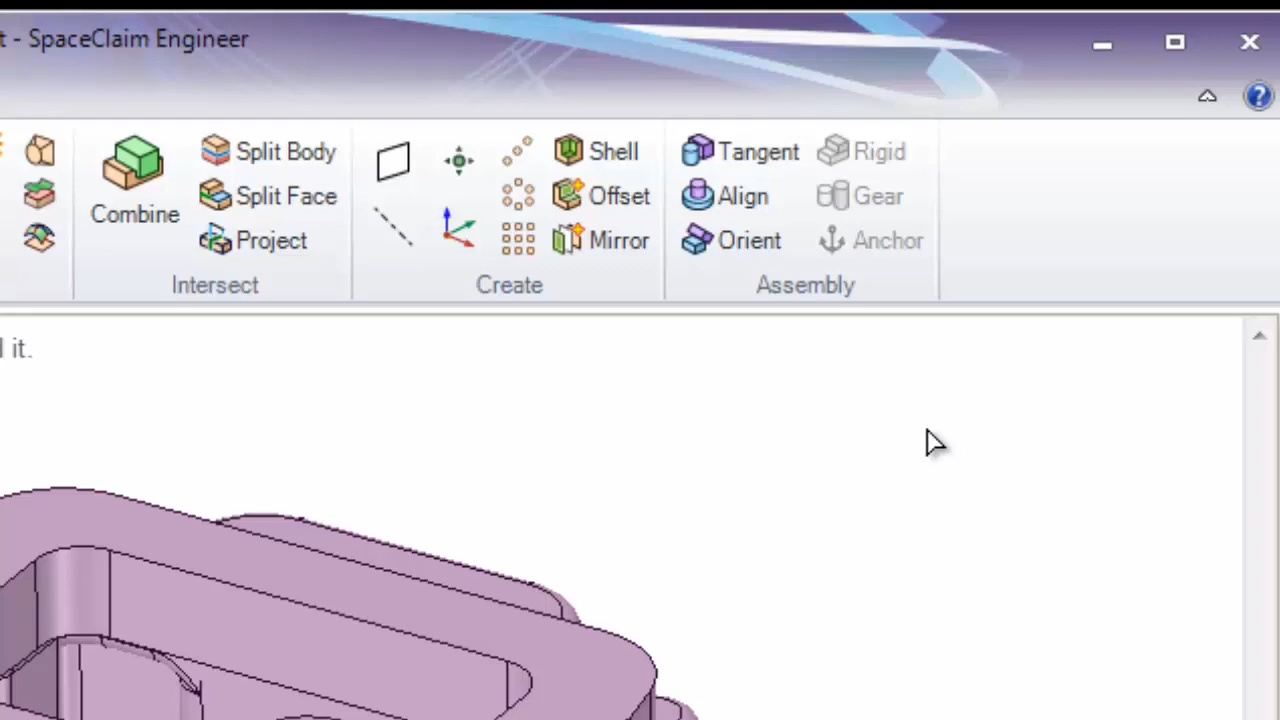 t - SpaceClaim Engineer
Combine
Split Body
Split Face
Project
Intersect
Shell
Offset
Mirror
Create
Tangent
Align
Orient
Rigid
Gear
Anchor
Assembly
l it.